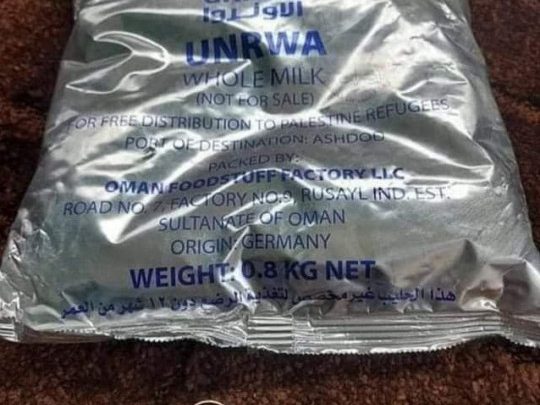 الأونروا
UNRWA
WHOLE MILK
(NOT FOR SALE)
FOR FREE DISTRIBUTION TO PALESTINE REFUGEES
PORT OF DESTINATION: ASHDOD
PACKED BY:
OMAN FOODSTUFF FACTORY LLC
ROAD NO. 7, FACTORY NO.9, RUSAYL IND. EST.
SULTANATE OF OMAN
ORIGIN: GERMANY
WEIGHT: 0.8 KG NET
هذا الحليب غير مخصص لتغذية الرضع دون ١٢ شهر من العمر